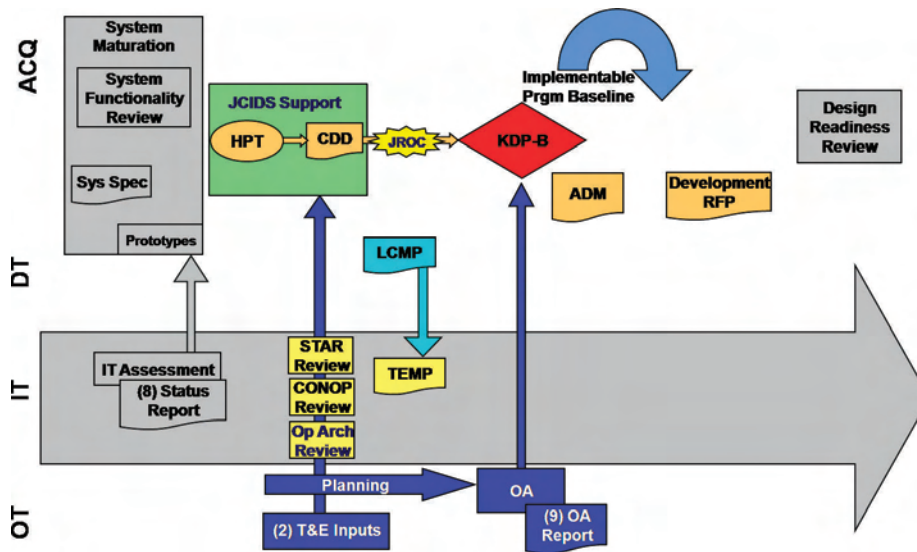 ACQ
System
Maturation
System
Functionality
Review
Sys Spec
Prototypes
JCIDS Support
HPT
CDD
JROC
KDP-B
Implementable
Prgm Baseline
ADM
Development
RFP
Design
Readiness
Review
DT
LCMP
IT
IT Assessment
(8) Status
Report
STAR
Review
CONOP
Review
Op Arch
Review
TEMP
OT
Planning
(2) T&E Inputs
OA
(9) OA
Report